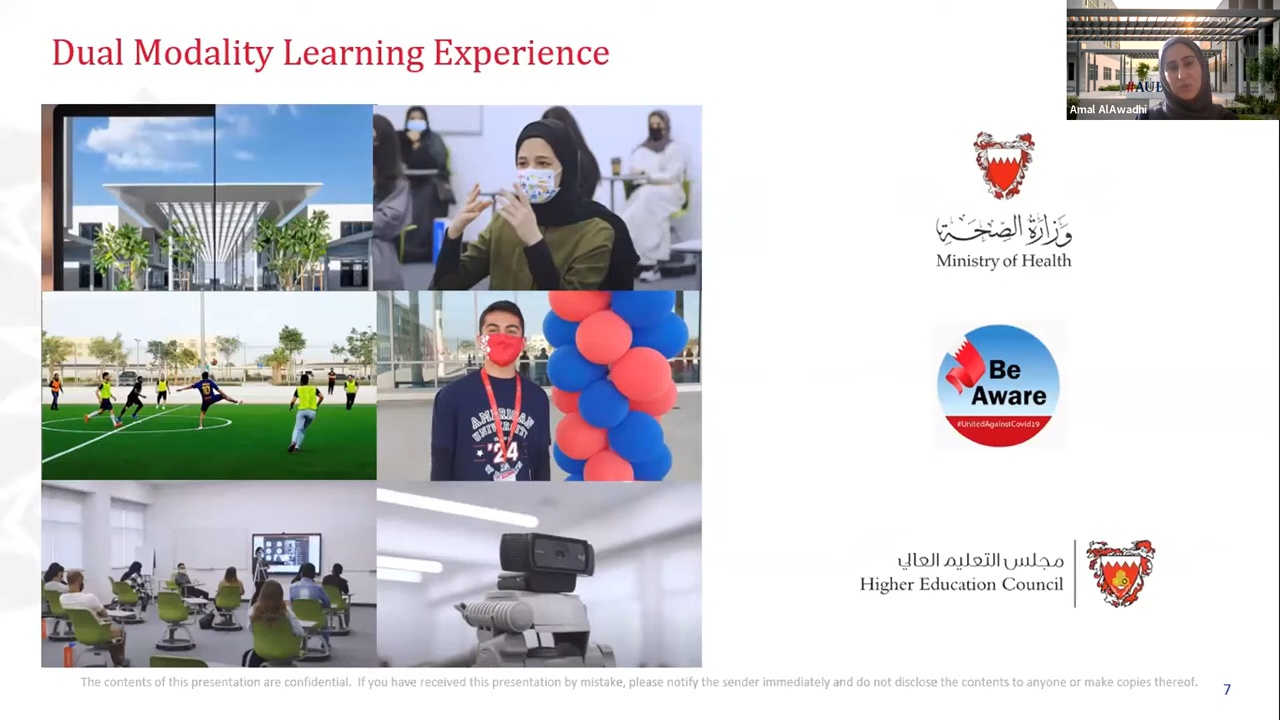 Dual Modality Learning Experience
#AUB
Amal AlAwadhi
AMERICAN
UNIVERSITY
'24
وزارة الصحة
Ministry of Health
Be
Aware
#UnitedAgainstCovid19
مجلس التعليم العالي
Higher Education Council
The contents of this presentation are confidential. If you have received this presentation by mistake, please notify the sender immediately and do not disclose the contents to anyone or make copies thereof.
7